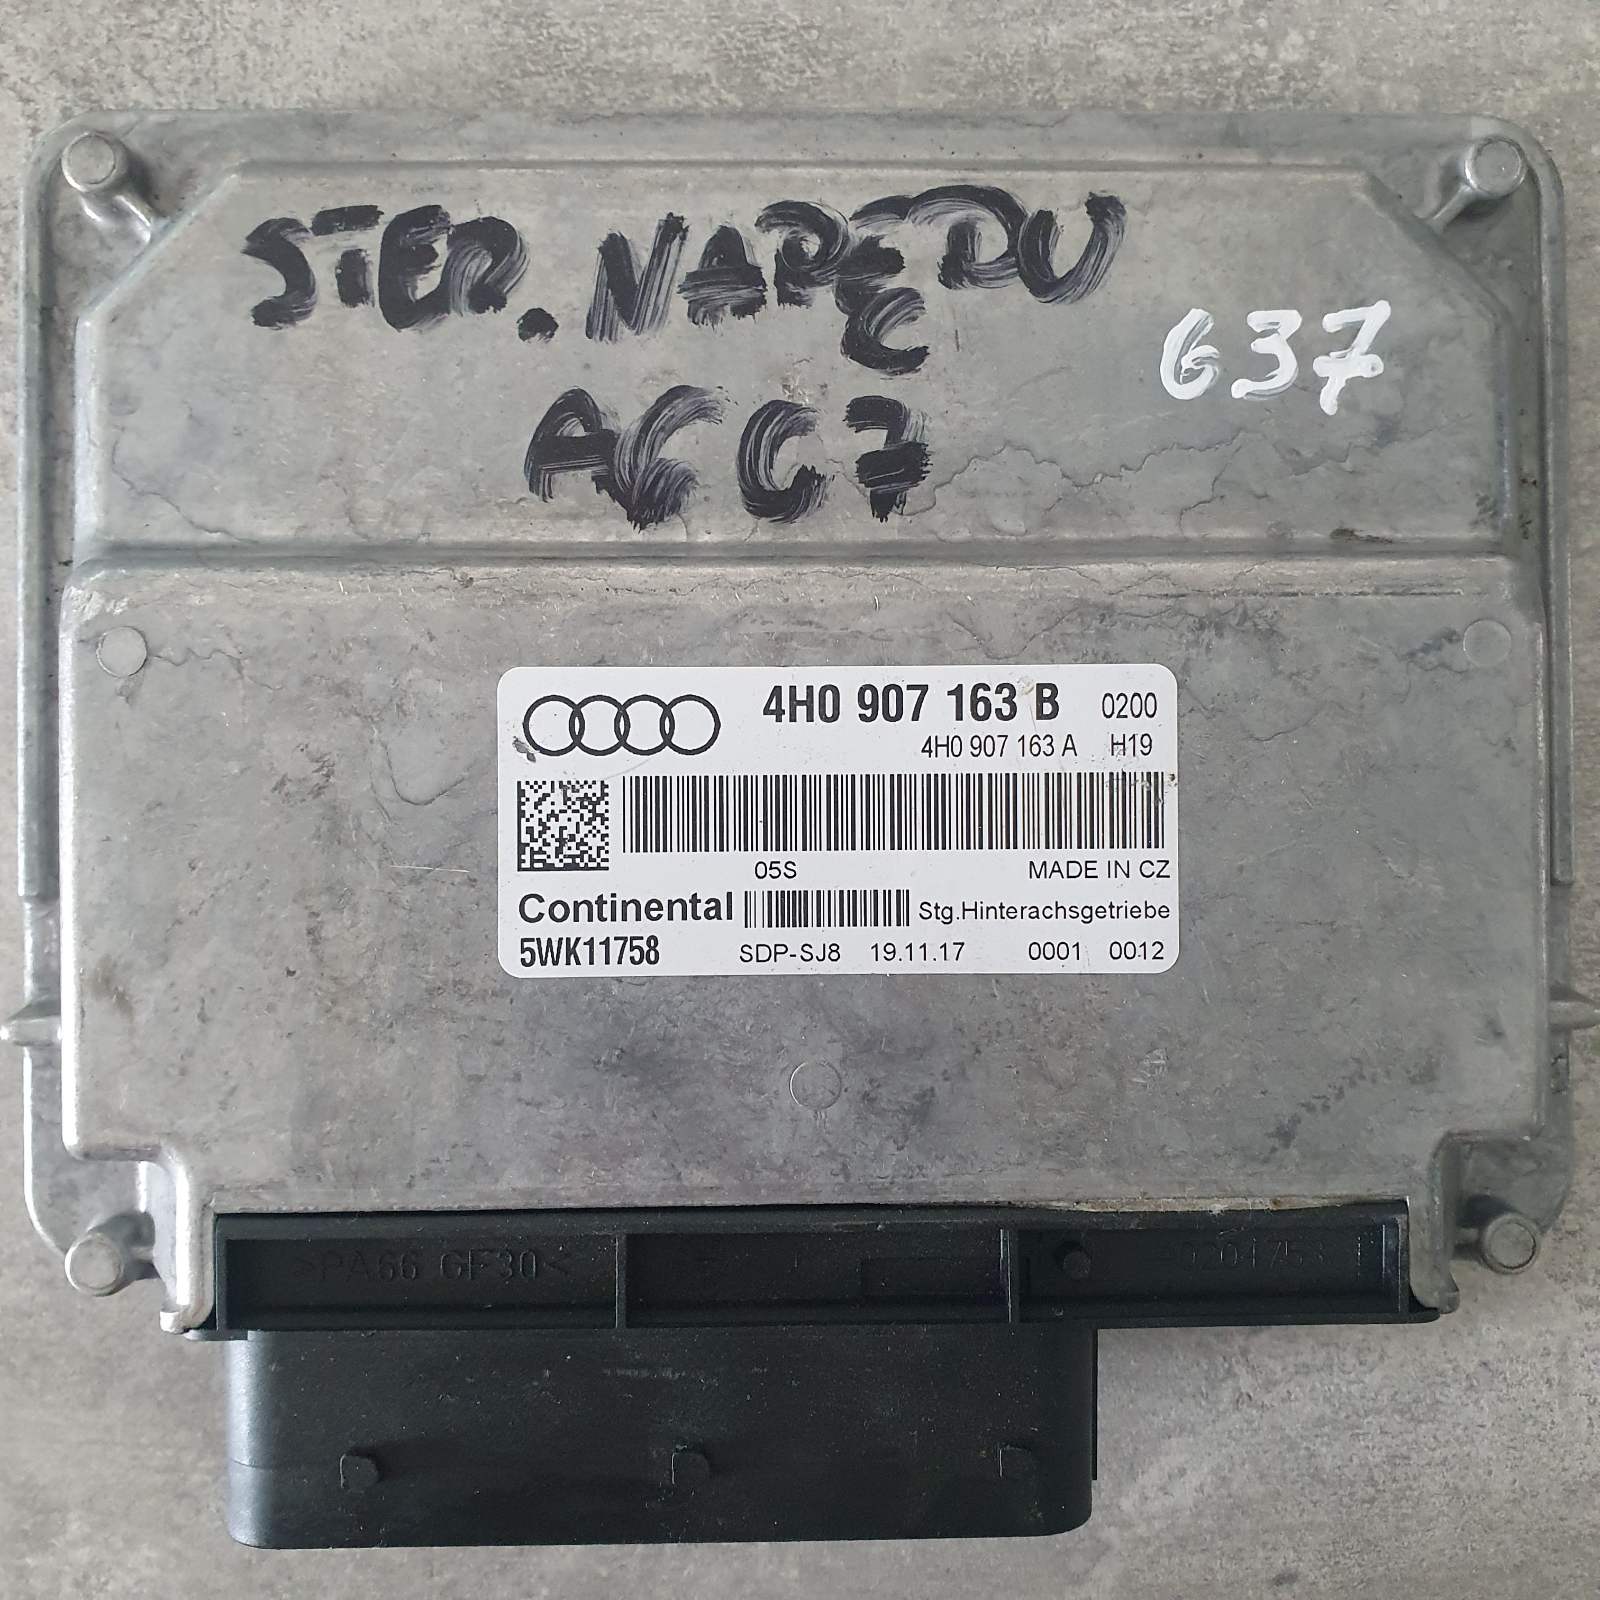 STER. NAPĘDU
637
A6 C7
4H0 907 163 B 0200
4H0 907 163 A H19
05S MADE IN CZ
Continental Stg.Hinterachsgetriebe
5WK11758 SDP-SJ8 19.11.17 0001 0012
>PA66 GF30<